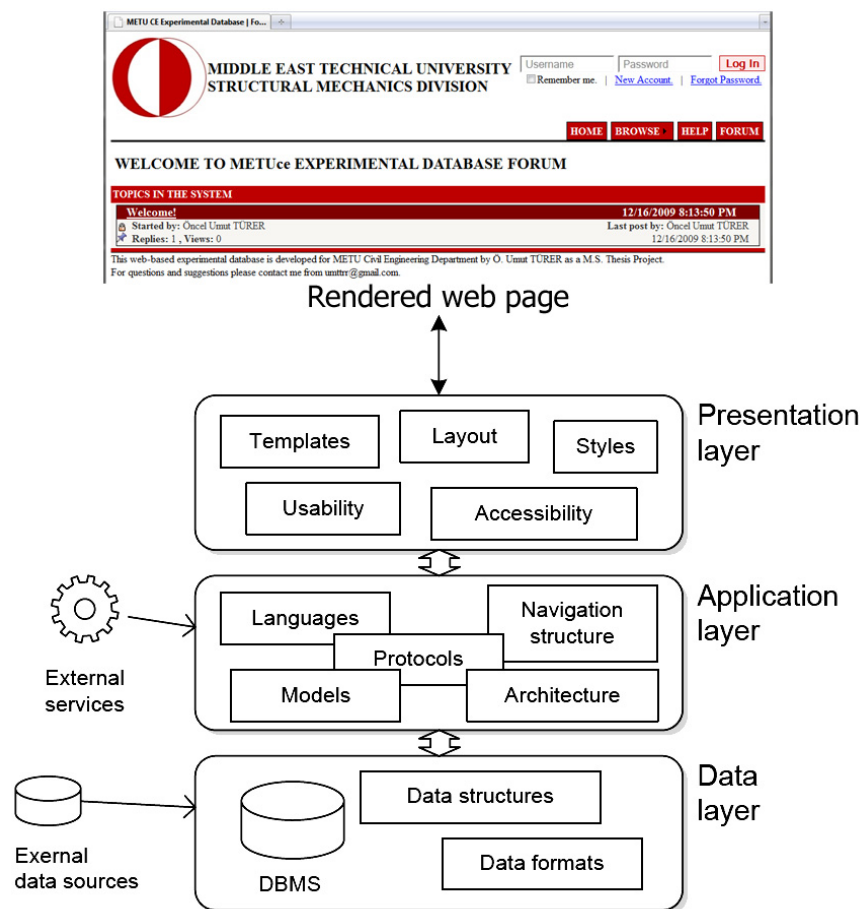 METU CE Experimental Database | Fo...
MIDDLE EAST TECHNICAL UNIVERSITY
STRUCTURAL MECHANICS DIVISION
Username Password Log In
Remember me. | New Account. | Forgot Password.
HOME BROWSE HELP FORUM
WELCOME TO METUce EXPERIMENTAL DATABASE FORUM
TOPICS IN THE SYSTEM
Welcome! 12/16/2009 8:13:50 PM
Started by: Öncel Umut TÜRER Last post by: Öncel Umut TÜRER
Replies: 1 , Views: 0 12/16/2009 8:13:50 PM
This web-based experimental database is developed for METU Civil Engineering Department by Ö. Umut TÜRER as a M.S. Thesis Project.
For questions and suggestions please contact me from umttrr@gmail.com.
Rendered web page
Presentation
layer
Templates
Layout
Styles
Usability
Accessibility
Application
layer
Languages
Navigation
structure
Protocols
Models
Architecture
External
services
Data
layer
Data structures
Data formats
DBMS
Exernal
data sources